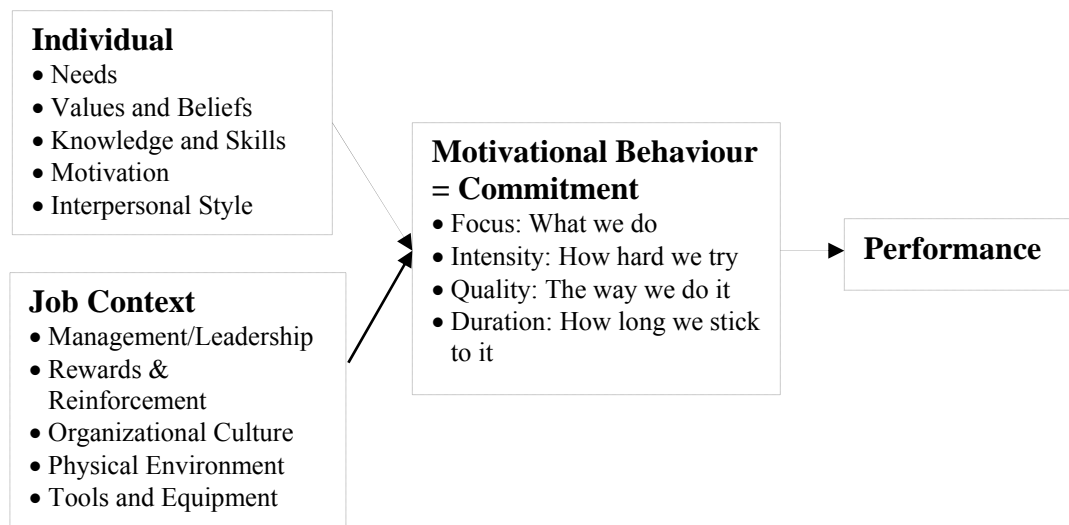 Individual
• Needs
• Values and Beliefs
• Knowledge and Skills
• Motivation
• Interpersonal Style
Job Context
• Management/Leadership
• Rewards &
Reinforcement
• Organizational Culture
• Physical Environment
• Tools and Equipment
Motivational Behaviour
= Commitment
• Focus: What we do
• Intensity: How hard we try
• Quality: The way we do it
• Duration: How long we stick
to it
Performance